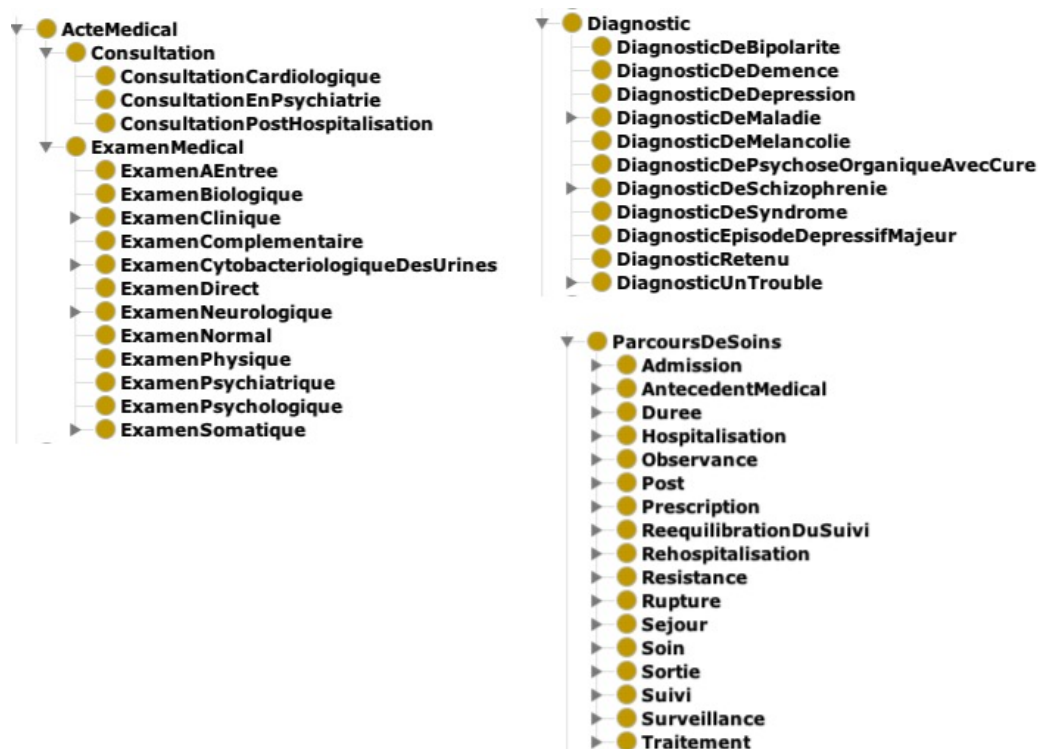 ActeMedical
Consultation
ConsultationCardiologique
ConsultationEnPsychiatrie
ConsultationPostHospitalisation
ExamenMedical
ExamenAEntree
ExamenBiologique
ExamenClinique
ExamenComplementaire
ExamenCytobacteriologiqueDesUrines
ExamenDirect
ExamenNeurologique
ExamenNormal
ExamenPhysique
ExamenPsychiatrique
ExamenPsychologique
ExamenSomatique
Diagnostic
DiagnosticDeBipolarite
DiagnosticDeDemence
DiagnosticDeDepression
DiagnosticDeMaladie
DiagnosticDeMelancolie
DiagnosticDePsychoseOrganiqueAvecCure
DiagnosticDeSchizophrenie
DiagnosticDeSyndrome
DiagnosticEpisodeDepressifMajeur
DiagnosticRetenu
DiagnosticUnTrouble
ParcoursDeSoins
Admission
AntecedentMedical
Duree
Hospitalisation
Observance
Post
Prescription
ReequilibrationDuSuivi
Rehospitalisation
Resistance
Rupture
Sejour
Soin
Sortie
Suivi
Surveillance
Traitement